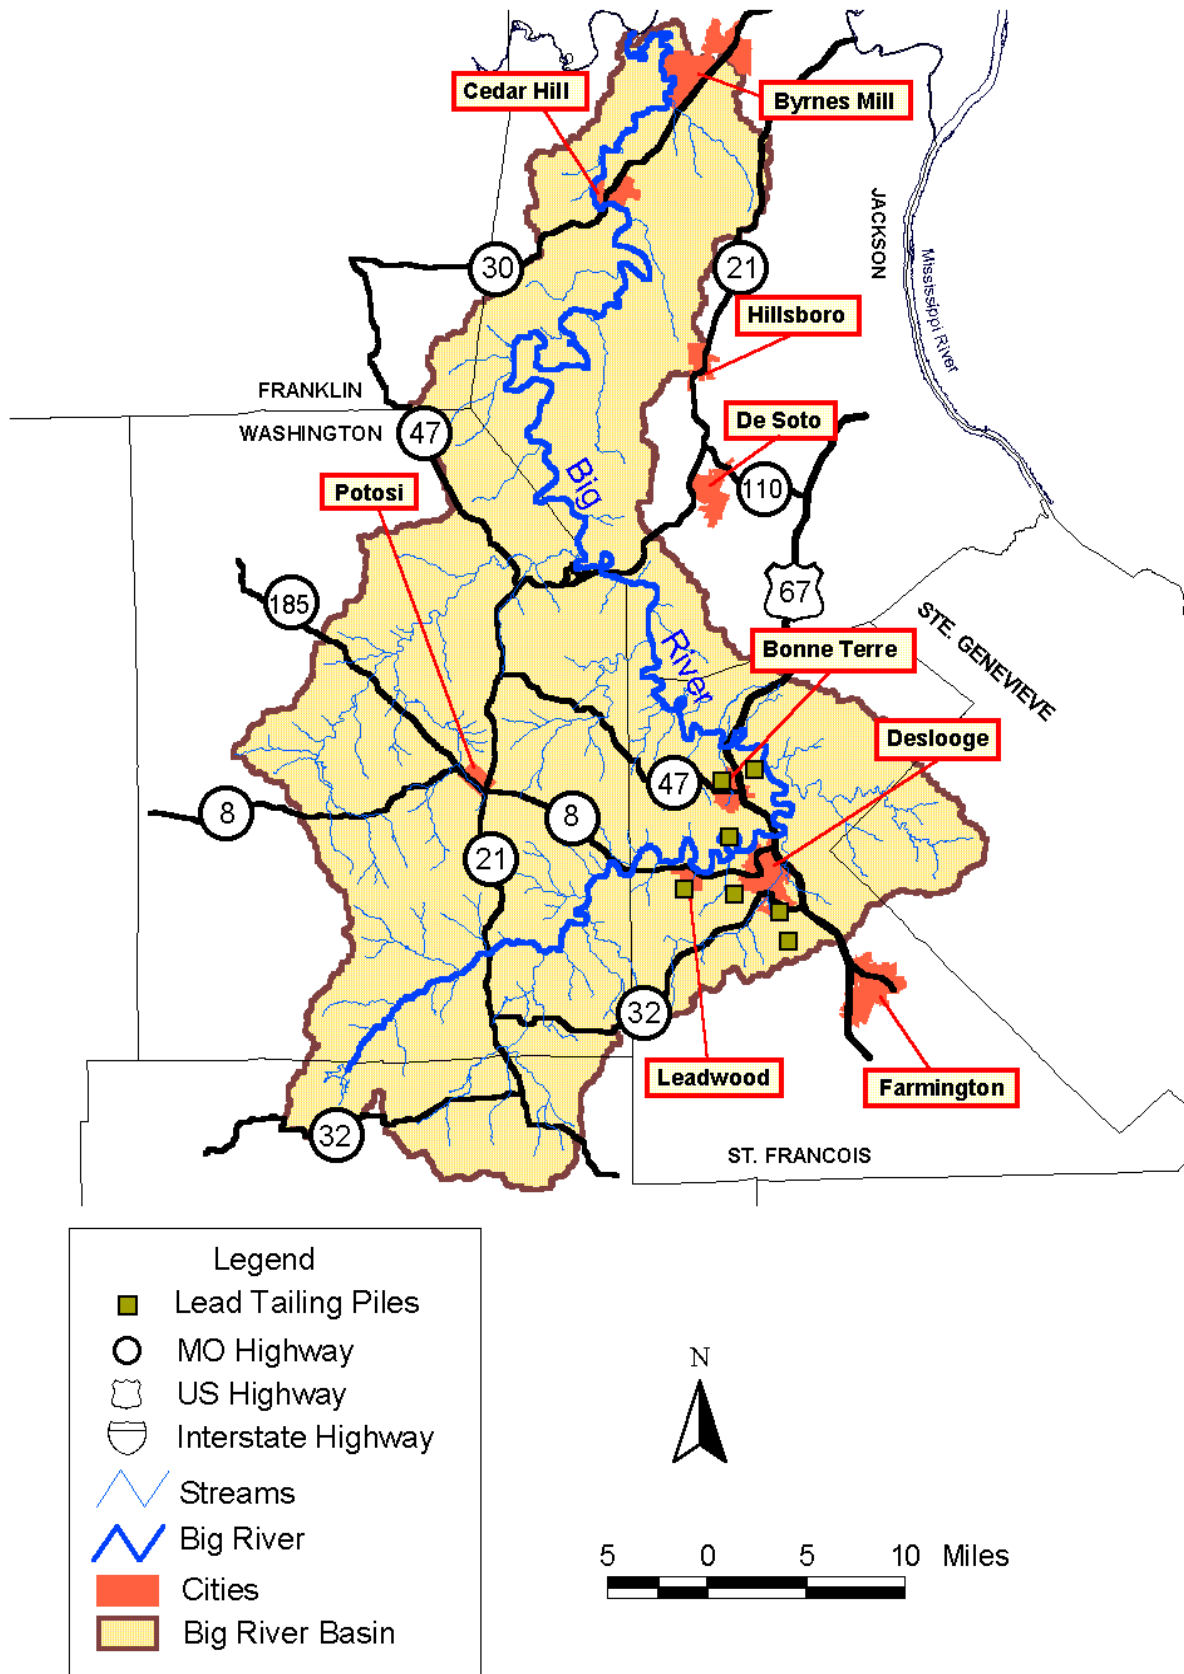 Cedar Hill
Byrnes Mill
JACKSON
Mississippi River
30
21
Hillsboro
FRANKLIN
WASHINGTON
47
De Soto
Big
110
Potosi
185
67
STE. GENEVIEVE
Bonne Terre
River
Deslooge
47
8
8
21
32
Leadwood
Farmington
32
ST. FRANCOIS
Legend
Lead Tailing Piles
MO Highway
US Highway
Interstate Highway
Streams
Big River
Cities
Big River Basin
N
5 0 5 10 Miles